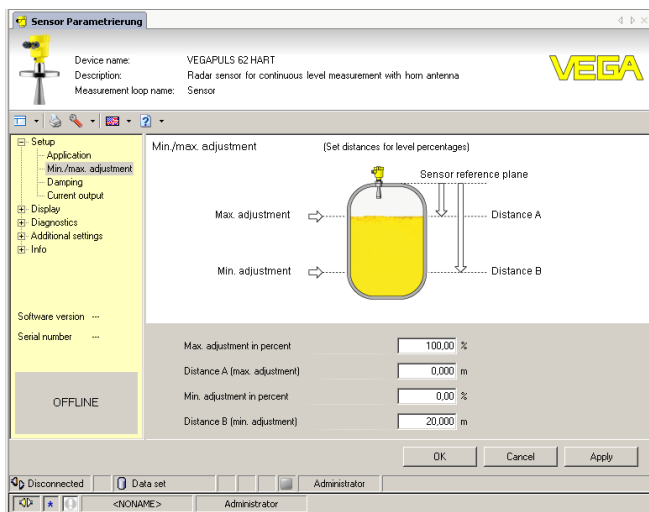 Sensor Parametrierung
Device name: VEGAPULS 62 HART
Description: Radar sensor for continuous level measurement with horn antenna
Measurement loop name: Sensor
VEGA
Setup
Application
Min./max. adjustment
Damping
Current output
Display
Diagnostics
Additional settings
Info
Software version ---
Serial number ---
OFFLINE
Min./max. adjustment (Set distances for level percentages)
Sensor reference plane
Max. adjustment Distance A
Min. adjustment Distance B
Max. adjustment in percent 100,00 %
Distance A (max. adjustment) 0,000 m
Min. adjustment in percent 0,00 %
Distance B (min. adjustment) 20,000 m
OK Cancel Apply
Disconnected Data set Administrator
<NONAME> Administrator